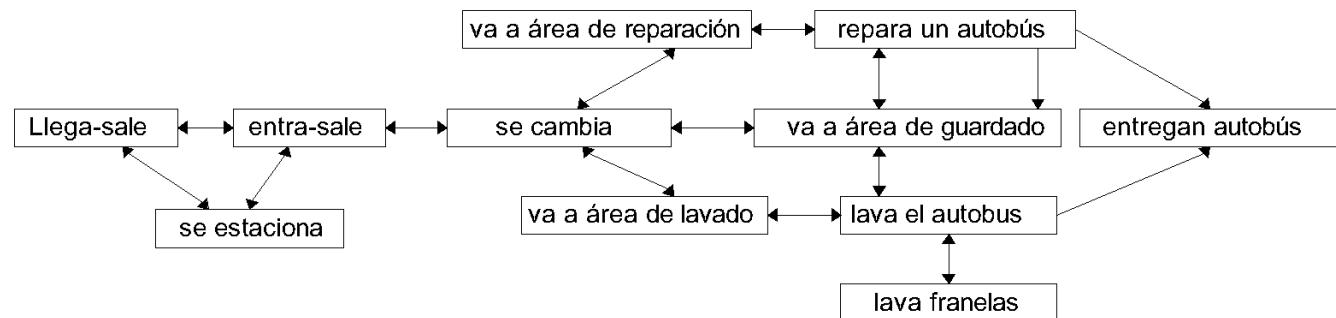 va a área de reparación
repara un autobús
Llega-sale
entra-sale
se cambia
va a área de guardado
entregan autobús
va a área de lavado
lava el autobus
se estaciona
lava franelas